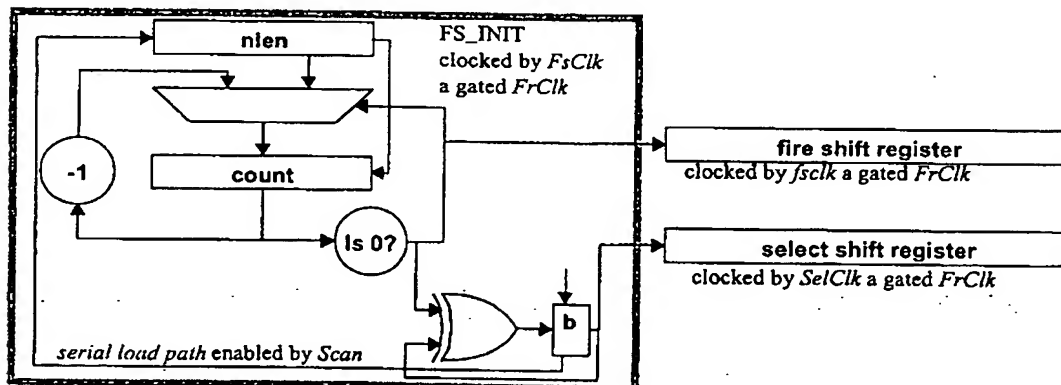 nlen
FS_INIT
clocked by FsClk
a gated FrClk
-1
count
Is 0?
b
serial load path enabled by Scan
fire shift register
clocked by fsclk a gated FrClk
select shift register
clocked by SelClk a gated FrClk